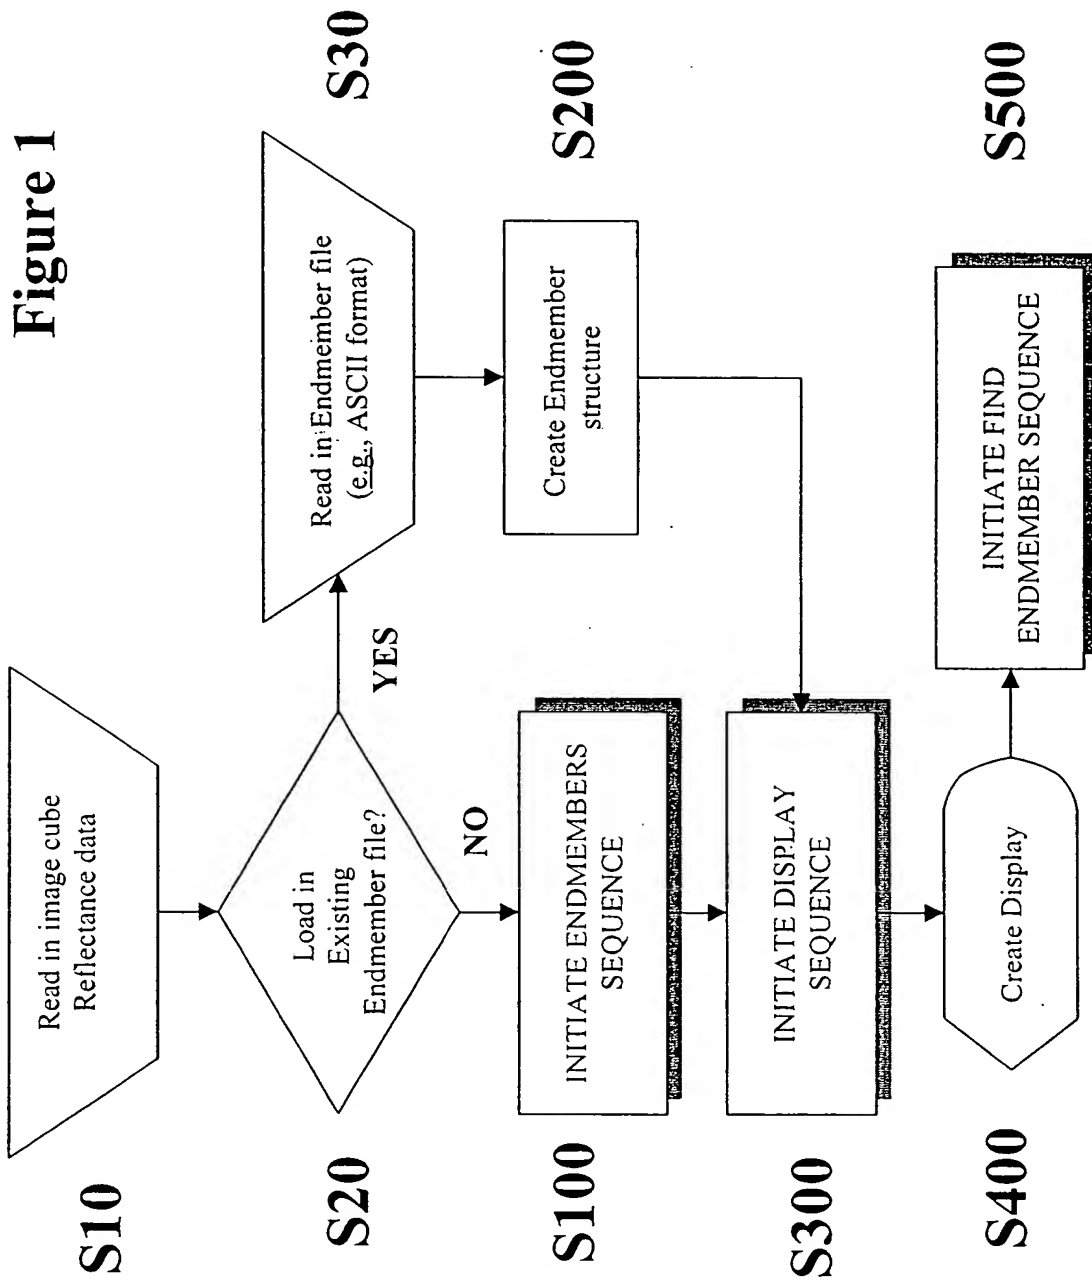 Figure 1
S10
Read in image cube
Reflectance data
S20
Load in
Existing
Endmember file?
YES
NO
S30
Read in Endmember file
(e.g., ASCII format)
S200
Create Endmember
structure
S100
INITIATE ENDMEMBERS
SEQUENCE
S300
INITIATE DISPLAY
SEQUENCE
S400
Create Display
S500
INITIATE FIND
ENDMEMBER SEQUENCE